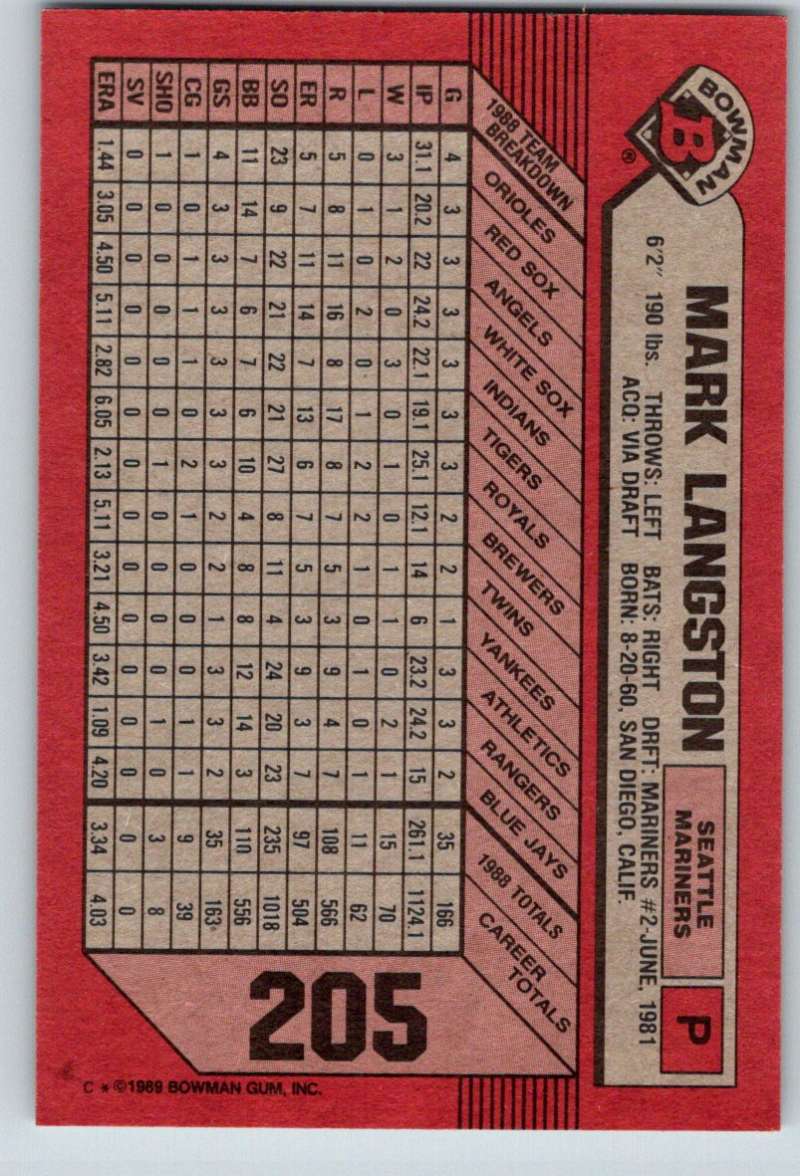 BOWMAN
B ®
MARK LANGSTON
SEATTLE
MARINERS
P
6'2" 190 lbs. THROWS: LEFT BATS: RIGHT DRFT: MARINERS #2-JUNE, 1981
ACQ: VIA DRAFT BORN: 8-20-60, SAN DIEGO, CALIF.
1988 TEAM
BREAKDOWN
ORIOLES
RED SOX
ANGELS
WHITE SOX
INDIANS
TIGERS
ROYALS
BREWERS
TWINS
YANKEES
ATHLETICS
RANGERS
BLUE JAYS
1988 TOTALS
CAREER
TOTALS
G 4 3 3 3 3 3 3 2 2 1 3 3 2 35 166
IP 31.1 20.2 22 24.2 22.1 19.1 25.1 12.1 14 6 23.2 24.2 15 261.1 1124.1
W 3 1 2 0 3 0 1 0 1 1 0 2 1 15 70
L 0 1 0 2 0 1 2 2 1 0 1 0 1 11 62
R 5 8 11 16 8 17 8 7 5 3 9 4 7 108 566
ER 5 7 11 14 7 13 6 7 5 3 9 3 7 97 504
SO 23 9 22 21 22 21 27 8 11 4 24 20 23 235 1018
BB 11 14 7 6 7 6 10 4 8 8 12 14 3 110 556
GS 4 3 3 3 3 3 3 2 2 1 3 3 2 35 163
CG 1 0 1 1 1 0 2 1 0 0 0 1 1 9 39
SHO 1 0 0 0 0 0 1 0 0 0 0 1 0 3 8
SV 0 0 0 0 0 0 0 0 0 0 0 0 0 0 0
ERA 1.44 3.05 4.50 5.11 2.82 6.05 2.13 5.11 3.21 4.50 3.42 1.09 4.20 3.34 4.03
205
C ★ ©1989 BOWMAN GUM, INC.